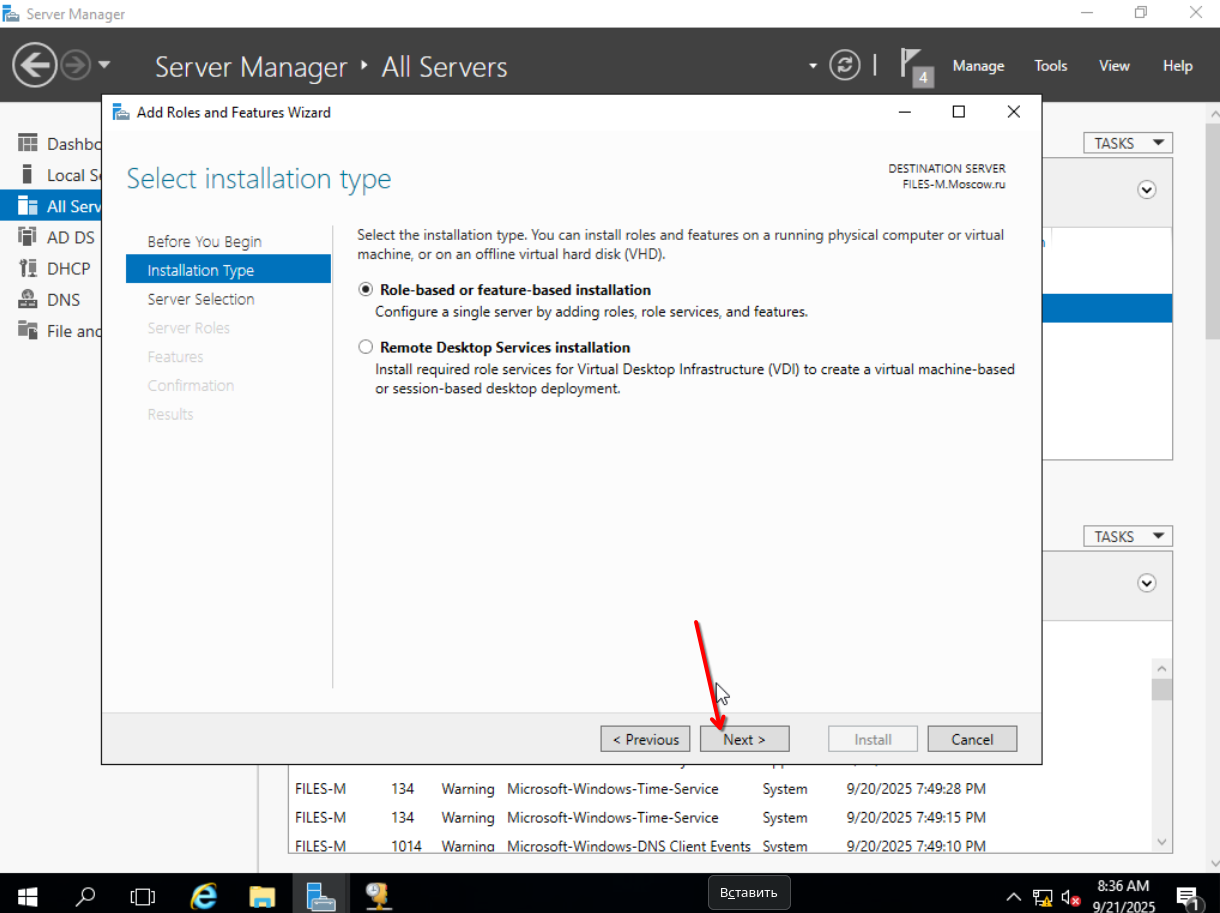 Server Manager
Server Manager
All Servers
4
Manage
Tools
View
Help
Add Roles and Features Wizard
Dashbo
Local Se
All Serv
AD DS
DHCP
DNS
File and
TASKS
Select installation type
DESTINATION SERVER
FILES-M.Moscow.ru
Before You Begin
Installation Type
Server Selection
Server Roles
Features
Confirmation
Results
Select the installation type. You can install roles and features on a running physical computer or virtual
machine, or on an offline virtual hard disk (VHD).
Role-based or feature-based installation
Configure a single server by adding roles, role services, and features.
Remote Desktop Services installation
Install required role services for Virtual Desktop Infrastructure (VDI) to create a virtual machine-based
or session-based desktop deployment.
TASKS
< Previous
Next >
Install
Cancel
FILES-M 134 Warning Microsoft-Windows-Time-Service System 9/20/2025 7:49:28 PM
FILES-M 134 Warning Microsoft-Windows-Time-Service System 9/20/2025 7:49:15 PM
FILES-M 1014 Warning Microsoft-Windows-DNS Client Events System 9/20/2025 7:49:10 PM
Вставить
8:36 AM
9/21/2025
1